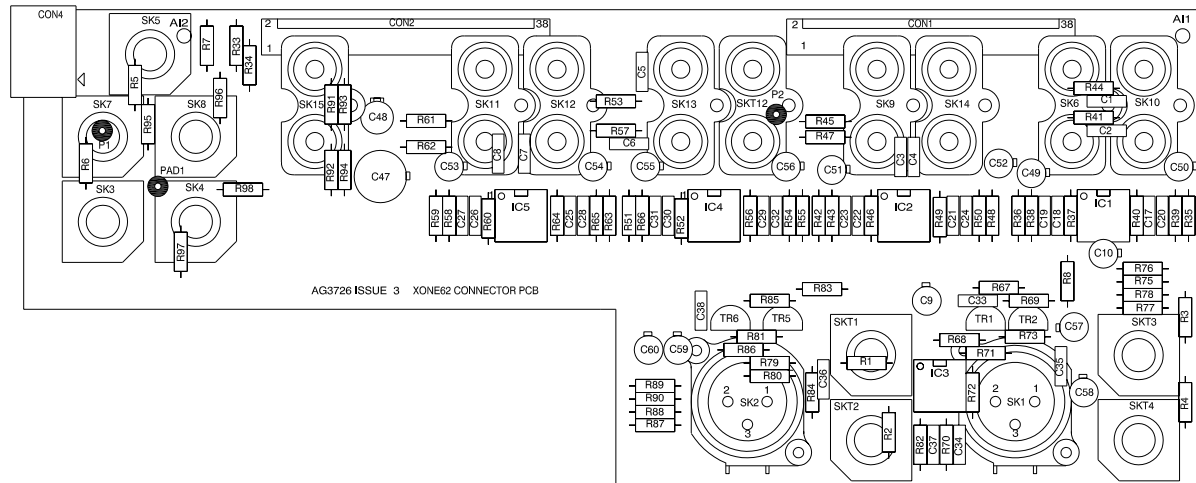 CON4
SK5
AI2
R7
R33
R34
2
CON2
38
1
2
CON1
38
1
AI1
R5
R96
R95
SK7
P1
SK8
R6
PAD1
SK3
SK4
R98
R97
SK15
R91
R93
R92
R94
C48
C47
R61
R62
C53
SK11
C8
C7
SK12
C54
R53
R57
C6
C5
C55
SK13
SKT12
P2
C56
R45
R47
C51
SK9
C3
C4
SK14
C52
C49
SK6
R44
C1
R41
C2
SK10
C50
R59
R58
C27
C26
R60
IC5
R64
C25
C28
R65
R63
R51
R66
C31
C30
R52
IC4
R56
C29
C32
R54
R55
R42
R43
C23
C22
R46
IC2
R49
C21
C24
R50
R48
R36
R38
C19
C18
R37
IC1
R40
C17
C20
R39
R35
C10
AG3726 ISSUE 3 XONE62 CONNECTOR PCB
C38
R85
R83
TR6
TR5
R81
R86
R79
R80
C60
C59
R89
R90
R88
R87
2
1
SK2
3
R84
C36
SKT1
R1
SKT2
R2
C9
R67
C33
R69
R8
TR1
TR2
C57
R68
R73
R71
IC3
R72
C35
2
1
SK1
3
C58
R82
C37
R70
C34
R76
R75
R78
R77
SKT3
R3
R4
SKT4